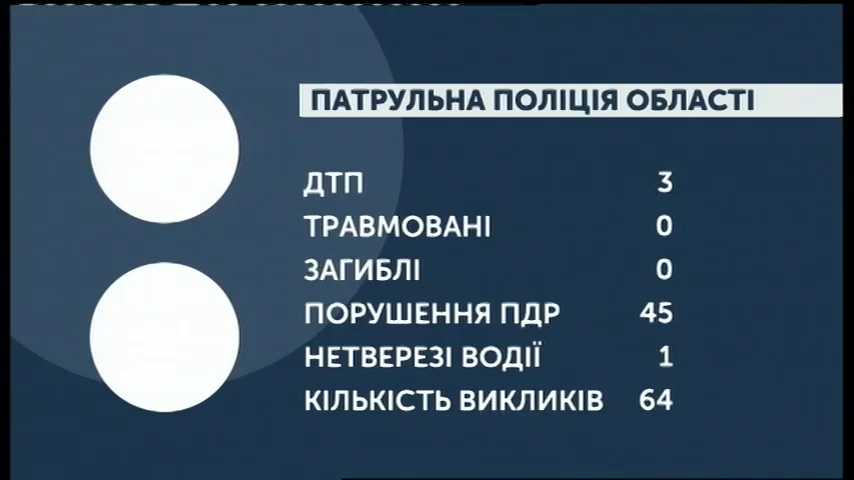 ПАТРУЛЬНА ПОЛІЦІЯ ОБЛАСТІ
ДТП 3
ТРАВМОВАНІ 0
ЗАГИБЛІ 0
ПОРУШЕННЯ ПДР 45
НЕТВЕРЕЗІ ВОДІЇ 1
КІЛЬКІСТЬ ВИКЛИКІВ 64